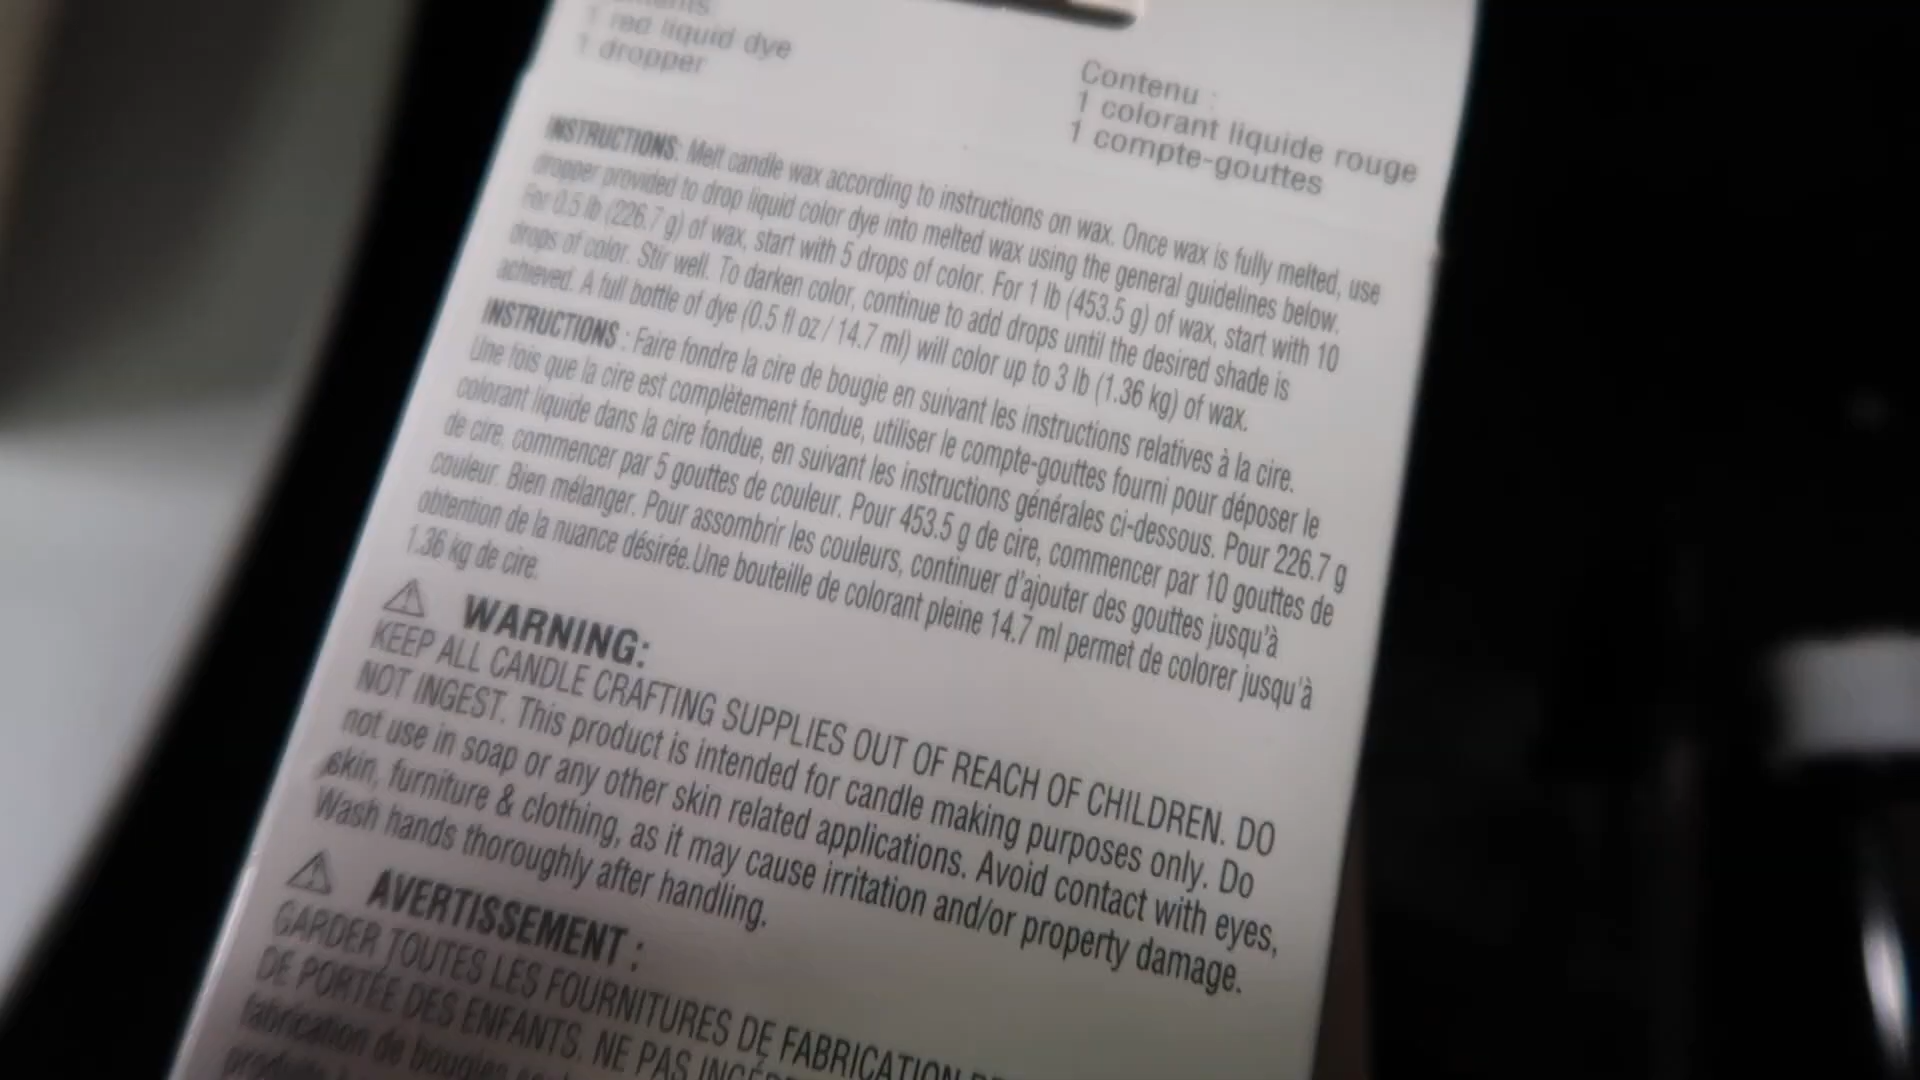 1 red liquid dye
1 dropper
Contenu :
1 colorant liquide rouge
1 compte-gouttes
INSTRUCTIONS: Melt candle wax according to instructions on wax. Once wax is fully melted, use
dropper provided to drop liquid color dye into melted wax using the general guidelines below.
For 0.5 lb (226.7 g) of wax, start with 5 drops of color. For 1 lb (453.5 g) of wax, start with 10
drops of color. Stir well. To darken color, continue to add drops until the desired shade is
achieved. A full bottle of dye (0.5 fl oz / 14.7 ml) will color up to 3 lb (1.36 kg) of wax.
INSTRUCTIONS : Faire fondre la cire de bougie en suivant les instructions relatives à la cire.
Une fois que la cire est complètement fondue, utiliser le compte-gouttes fourni pour déposer le
colorant liquide dans la cire fondue, en suivant les instructions générales ci-dessous. Pour 226.7 g
de cire, commencer par 5 gouttes de couleur. Pour 453.5 g de cire, commencer par 10 gouttes de
couleur. Bien mélanger. Pour assombrir les couleurs, continuer d'ajouter des gouttes jusqu'à
obtention de la nuance désirée.Une bouteille de colorant pleine 14.7 ml permet de colorer jusqu'à
1.36 kg de cire.
⚠ WARNING:
KEEP ALL CANDLE CRAFTING SUPPLIES OUT OF REACH OF CHILDREN. DO
NOT INGEST. This product is intended for candle making purposes only. Do
not use in soap or any other skin related applications. Avoid contact with eyes,
skin, furniture & clothing, as it may cause irritation and/or property damage.
Wash hands thoroughly after handling.
⚠ AVERTISSEMENT :
GARDER TOUTES LES FOURNITURES DE FABRICATION
DE PORTÉE DES ENFANTS. NE PAS
fabrication de bougies